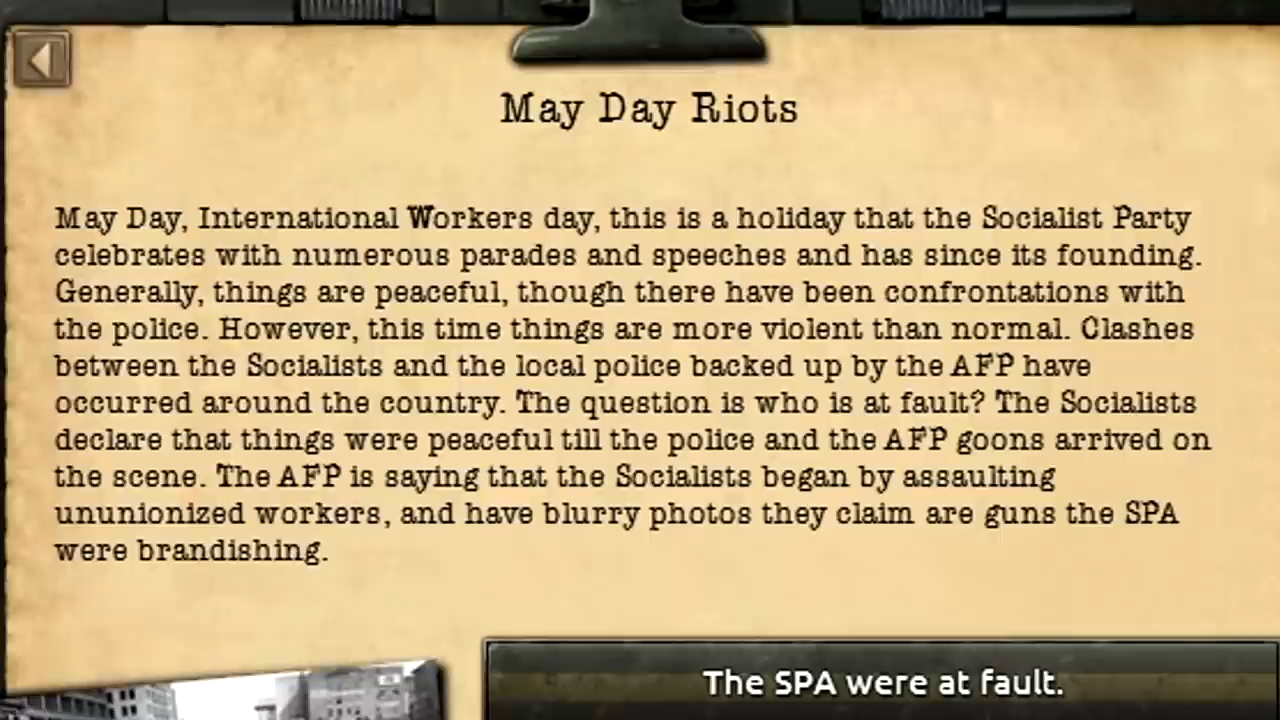 May Day Riots
May Day, International Workers day, this is a holiday that the Socialist Party
celebrates with numerous parades and speeches and has since its founding.
Generally, things are peaceful, though there have been confrontations with
the police. However, this time things are more violent than normal. Clashes
between the Socialists and the local police backed up by the AFP have
occurred around the country. The question is who is at fault? The Socialists
declare that things were peaceful till the police and the AFP goons arrived on
the scene. The AFP is saying that the Socialists began by assaulting
ununionized workers, and have blurry photos they claim are guns the SPA
were brandishing.
The SPA were at fault.